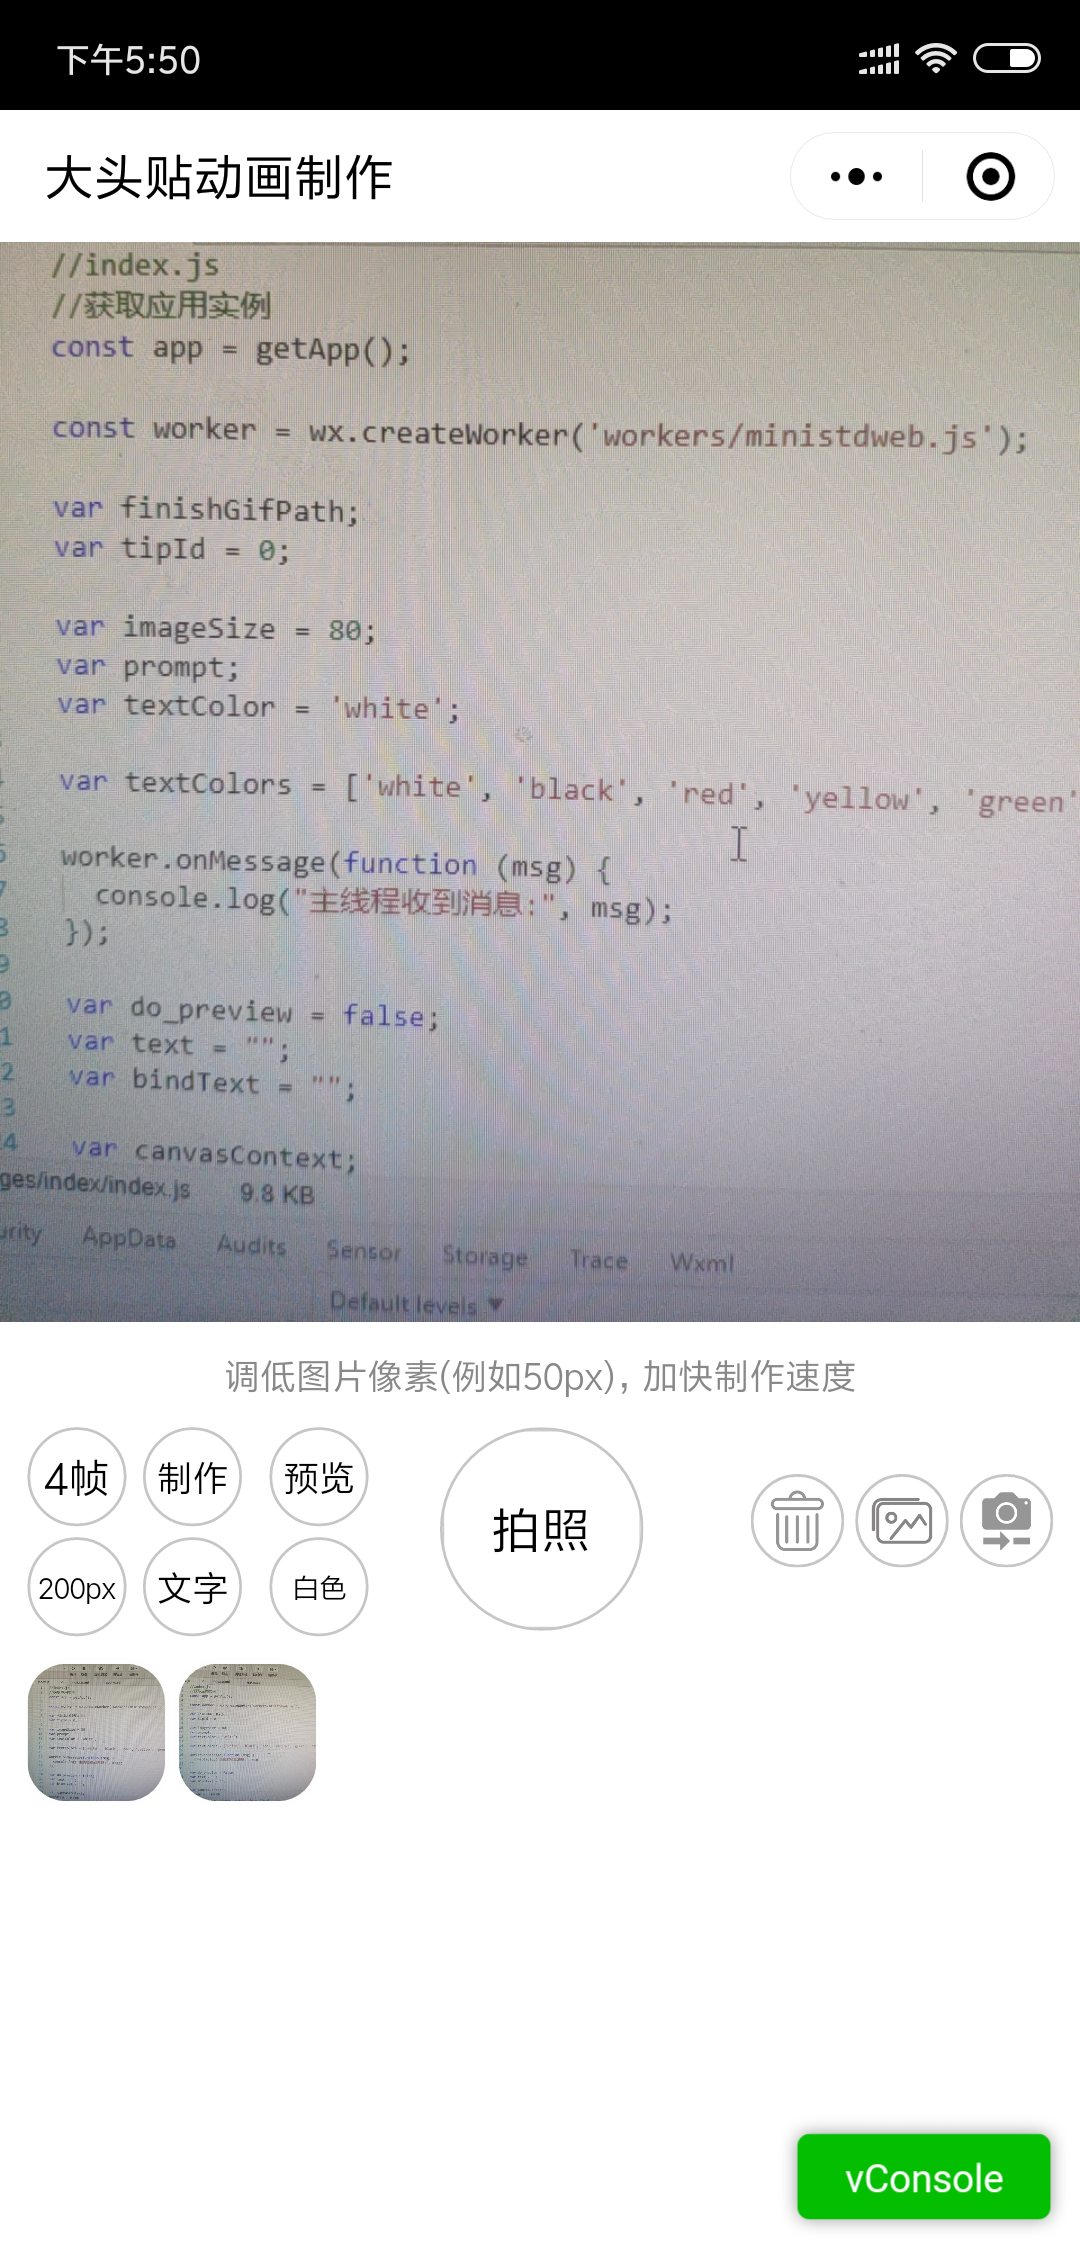 下午5:50
大头贴动画制作
//index.js
//获取应用实例
const app = getApp();
const worker = wx.createWorker('workers/ministdweb.js');
var finishGifPath;
var tipId = 0;
var imageSize = 80;
var prompt;
var textColor = 'white';
var textColors = ['white', 'black', 'red', 'yellow', 'green'
worker.onMessage(function (msg) {
console.log("主线程收到消息:", msg);
});
var do_preview = false;
var text = "";
var bindText = "";
var canvasContext;
ges/index/index.js 9.8 KB
urity AppData Audits Sensor Storage Trace Wxml
Default levels ▼
调低图片像素(例如50px), 加快制作速度
4帧 制作 预览
拍照
200px 文字 白色
vConsole